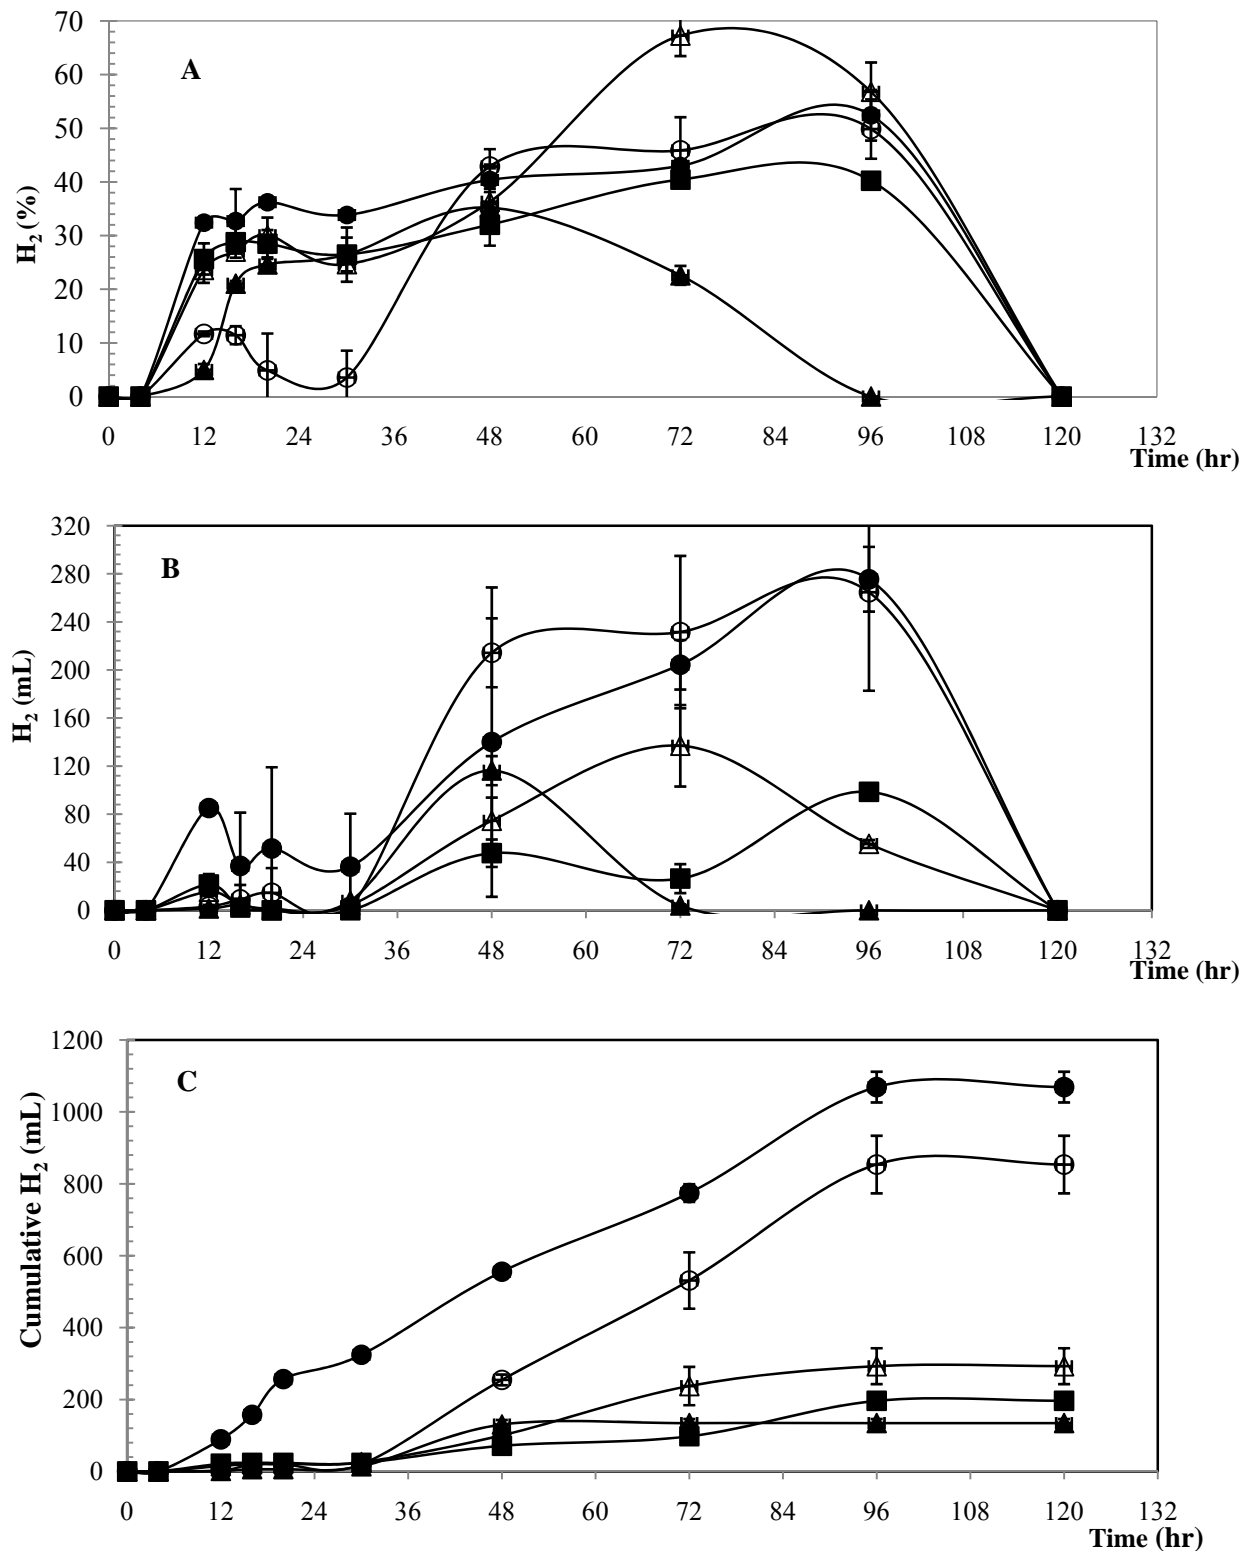 70
A
60
50
40
30
20
10
0
H₂ (%)
0 12 24 36 48 60 72 84 96 108 120 132
Time (hr)
320
B
280
240
200
160
120
80
40
0
H₂ (mL)
0 12 24 36 48 60 72 84 96 108 120 132
Time (hr)
1200
C
1000
800
600
400
200
0
Cumulative H₂ (mL)
0 12 24 36 48 60 72 84 96 108 120 132
Time (hr)